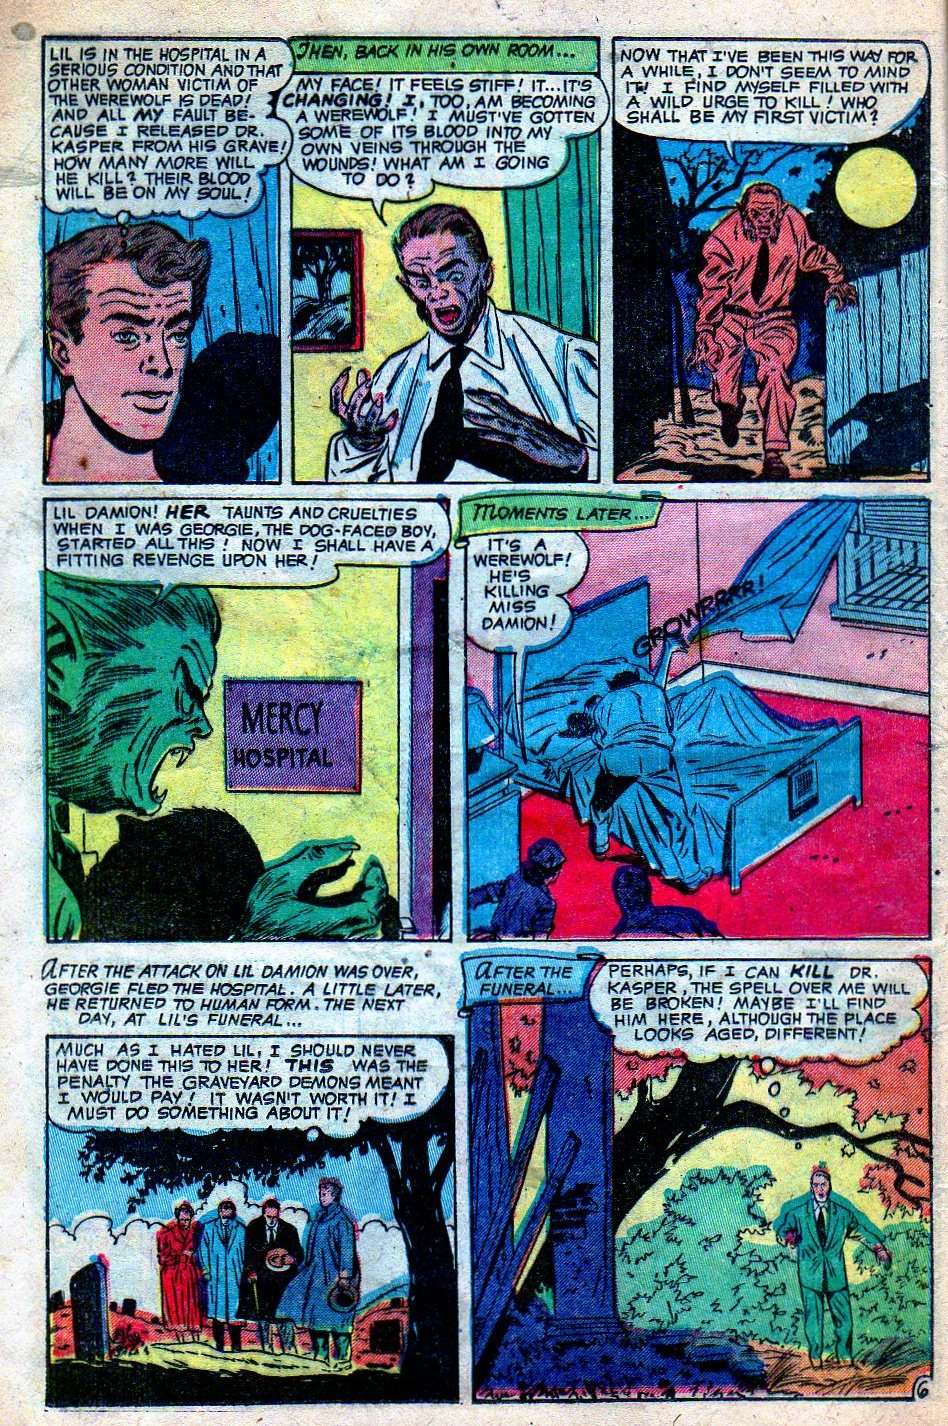 LIL IS IN THE HOSPITAL IN A
SERIOUS CONDITION AND THAT
OTHER WOMAN VICTIM OF
THE WEREWOLF IS DEAD!
AND ALL MY FAULT BE-
CAUSE I RELEASED DR.
KASPER FROM HIS GRAVE!
HOW MANY MORE WILL
HE KILL? THEIR BLOOD
WILL BE ON MY SOUL!
THEN, BACK IN HIS OWN ROOM...
MY FACE! IT FEELS STIFF! IT...IT'S
CHANGING! I, TOO, AM BECOMING
A WEREWOLF! I MUST'VE GOTTEN
SOME OF ITS BLOOD INTO MY
OWN VEINS THROUGH THE
WOUNDS! WHAT AM I GOING
TO DO?
NOW THAT I'VE BEEN THIS WAY FOR
A WHILE, I DON'T SEEM TO MIND
IT! I FIND MYSELF FILLED WITH
A WILD URGE TO KILL! WHO
SHALL BE MY FIRST VICTIM?
LIL DAMION! HER TAUNTS AND CRUELTIES
WHEN I WAS GEORGIE, THE DOG-FACED BOY,
STARTED ALL THIS! NOW I SHALL HAVE A
FITTING REVENGE UPON HER!
MERCY
HOSPITAL
MOMENTS LATER...
IT'S A
WEREWOLF!
HE'S
KILLING
MISS
DAMION!
GROWRRRR!
AFTER THE ATTACK ON LIL DAMION WAS OVER,
GEORGIE FLED THE HOSPITAL. A LITTLE LATER,
HE RETURNED TO HUMAN FORM. THE NEXT
DAY, AT LIL'S FUNERAL...
MUCH AS I HATED LIL, I SHOULD NEVER
HAVE DONE THIS TO HER! THIS WAS THE
PENALTY THE GRAVEYARD DEMONS MEANT
I WOULD PAY! IT WASN'T WORTH IT! I
MUST DO SOMETHING ABOUT IT!
AFTER THE
FUNERAL...
PERHAPS, IF I CAN KILL DR.
KASPER, THE SPELL OVER ME WILL
BE BROKEN! MAYBE I'LL FIND
HIM HERE, ALTHOUGH THE PLACE
LOOKS AGED, DIFFERENT!
6